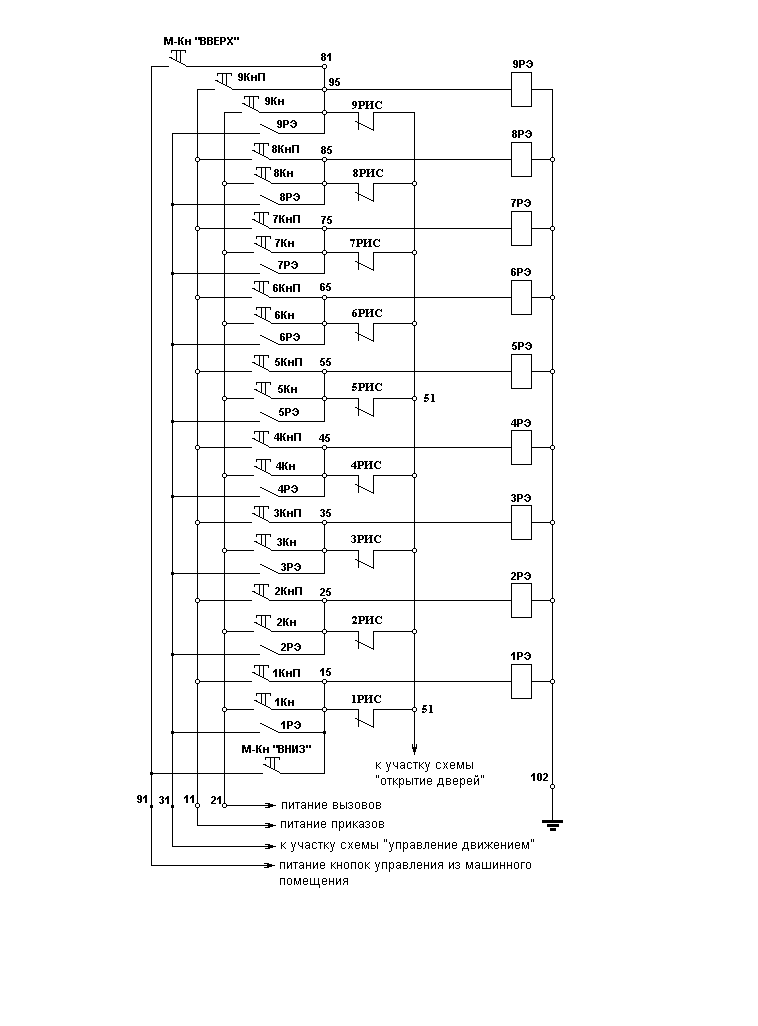 М-Кн "ВВЕРХ"
81
9КнП
95
9РЭ
9Кн
9РИС
9РЭ
8КнП
85
8РЭ
8Кн
8РИС
8РЭ
7КнП
75
7РЭ
7Кн
7РИС
7РЭ
6КнП
65
6РЭ
6Кн
6РИС
6РЭ
5КнП
55
5РЭ
5Кн
5РИС
51
5РЭ
4КнП
45
4РЭ
4Кн
4РИС
4РЭ
3КнП
35
3РЭ
3Кн
3РИС
3РЭ
2КнП
25
2РЭ
2Кн
2РИС
2РЭ
1КнП
15
1РЭ
1Кн
1РИС
51
1РЭ
М-Кн "ВНИЗ"
к участку схемы
"открытие дверей"
102
91
31
11
21
питание вызовов
питание приказов
к участку схемы "управление движением"
питание кнопок управления из машинного
помещения